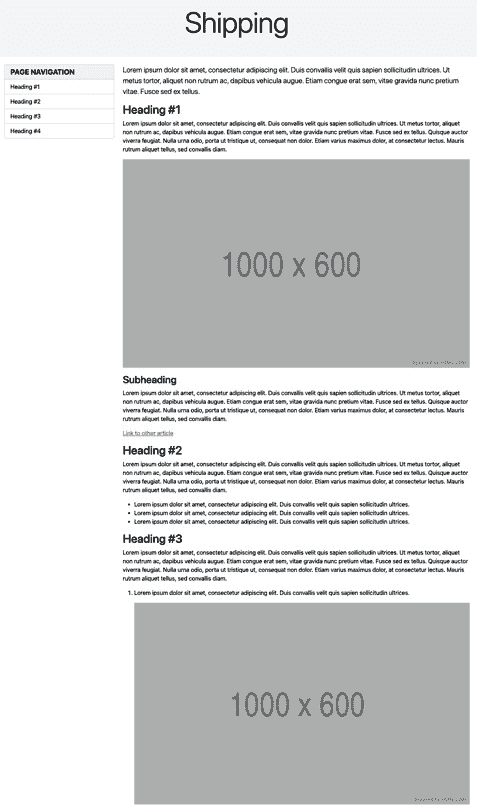 Shipping
PAGE NAVIGATION
Heading #1
Heading #2
Heading #3
Heading #4
Lorem ipsum dolor sit amet, consectetur adipiscing elit. Duis convallis velit quis sapien sollicitudin ultrices. Ut
metus tortor, aliquet non rutrum ac, dapibus vehicula augue. Etiam congue erat sem, vitae gravida nunc pretium
vitae. Fusce sed ex tellus.
Heading #1
Lorem ipsum dolor sit amet, consectetur adipiscing elit. Duis convallis velit quis sapien sollicitudin ultrices. Ut metus tortor, aliquet
non rutrum ac, dapibus vehicula augue. Etiam congue erat sem, vitae gravida nunc pretium vitae. Fusce sed ex tellus. Quisque auctor
viverra feugiat. Nulla urna odio, porta ut tristique ut, consequat non dolor. Etiam varius maximus dolor, at consectetur lectus. Mauris
rutrum aliquet tellus, sed convallis diam.
1000 x 600
Subheading
Lorem ipsum dolor sit amet, consectetur adipiscing elit. Duis convallis velit quis sapien sollicitudin ultrices. Ut metus tortor, aliquet
non rutrum ac, dapibus vehicula augue. Etiam congue erat sem, vitae gravida nunc pretium vitae. Fusce sed ex tellus. Quisque auctor
viverra feugiat. Nulla urna odio, porta ut tristique ut, consequat non dolor. Etiam varius maximus dolor, at consectetur lectus. Mauris
rutrum aliquet tellus, sed convallis diam.
Link to other article
Heading #2
Lorem ipsum dolor sit amet, consectetur adipiscing elit. Duis convallis velit quis sapien sollicitudin ultrices. Ut metus tortor, aliquet
non rutrum ac, dapibus vehicula augue. Etiam congue erat sem, vitae gravida nunc pretium vitae. Fusce sed ex tellus. Quisque auctor
viverra feugiat. Nulla urna odio, porta ut tristique ut, consequat non dolor. Etiam varius maximus dolor, at consectetur lectus. Mauris
rutrum aliquet tellus, sed convallis diam.
• Lorem ipsum dolor sit amet, consectetur adipiscing elit. Duis convallis velit quis sapien sollicitudin ultrices.
• Lorem ipsum dolor sit amet, consectetur adipiscing elit. Duis convallis velit quis sapien sollicitudin ultrices.
• Lorem ipsum dolor sit amet, consectetur adipiscing elit. Duis convallis velit quis sapien sollicitudin ultrices.
Heading #3
Lorem ipsum dolor sit amet, consectetur adipiscing elit. Duis convallis velit quis sapien sollicitudin ultrices. Ut metus tortor, aliquet
non rutrum ac, dapibus vehicula augue. Etiam congue erat sem, vitae gravida nunc pretium vitae. Fusce sed ex tellus. Quisque auctor
viverra feugiat. Nulla urna odio, porta ut tristique ut, consequat non dolor. Etiam varius maximus dolor, at consectetur lectus. Mauris
rutrum aliquet tellus, sed convallis diam.
1. Lorem ipsum dolor sit amet, consectetur adipiscing elit. Duis convallis velit quis sapien sollicitudin ultrices.
1000 x 600